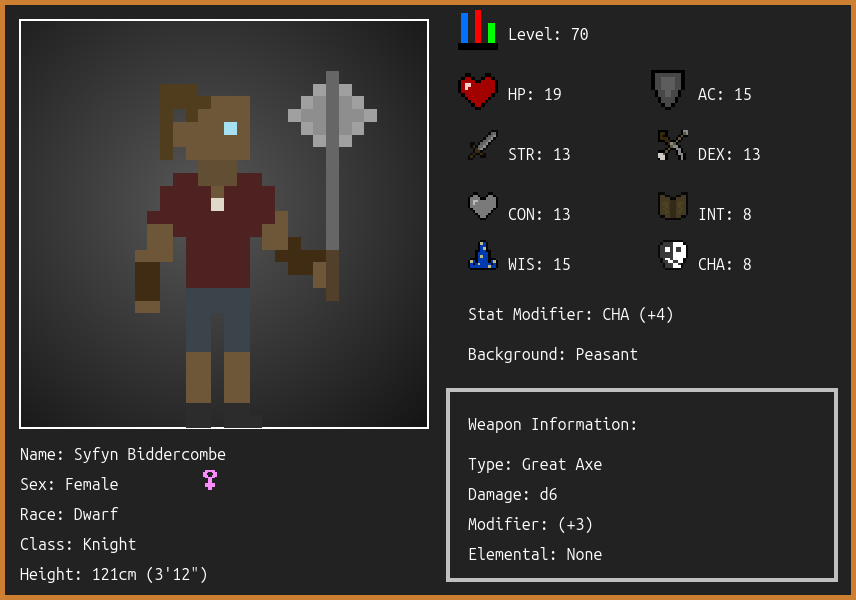 Level: 70
HP: 19
AC: 15
STR: 13
DEX: 13
CON: 13
INT: 8
WIS: 15
CHA: 8
Stat Modifier: CHA (+4)
Background: Peasant
Weapon Information:
Type: Great Axe
Damage: d6
Modifier: (+3)
Elemental: None
Name: Syfyn Biddercombe
Sex: Female
Race: Dwarf
Class: Knight
Height: 121cm (3'12")